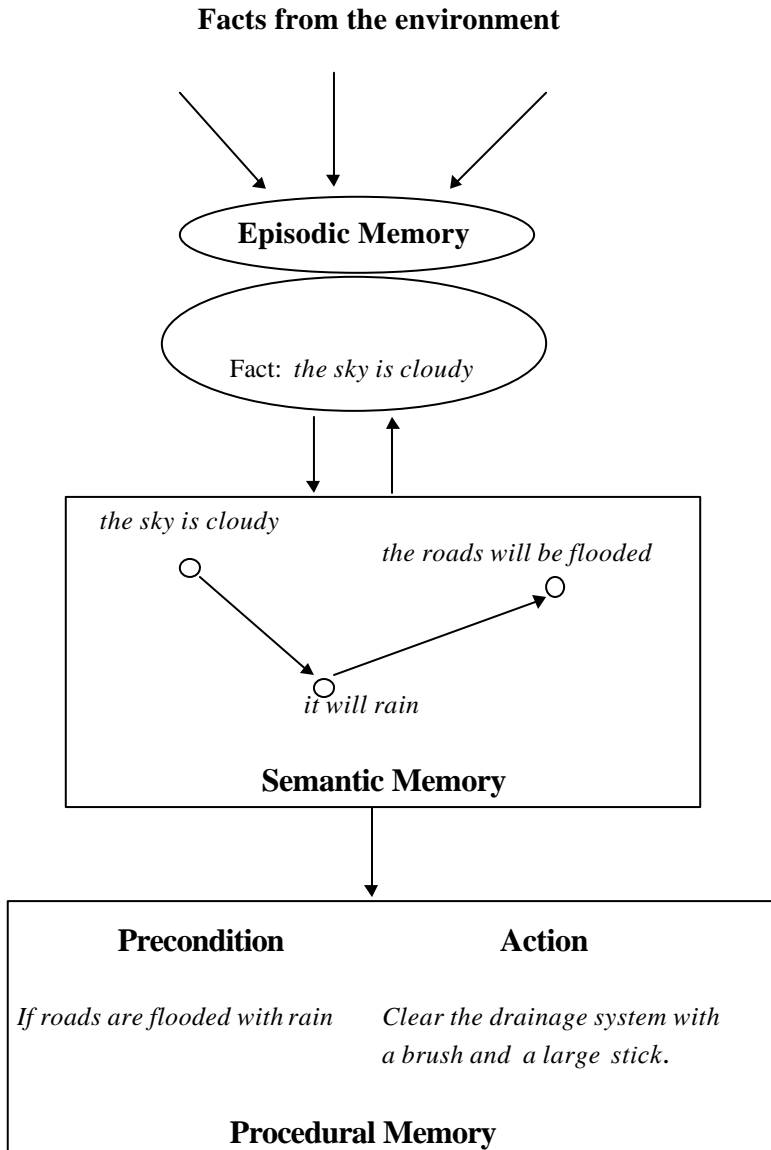 Facts from the environment
Episodic Memory
Fact: the sky is cloudy
the sky is cloudy
the roads will be flooded
it will rain
Semantic Memory
Precondition
Action
If roads are flooded with rain
Clear the drainage system with
a brush and a large stick.
Procedural Memory